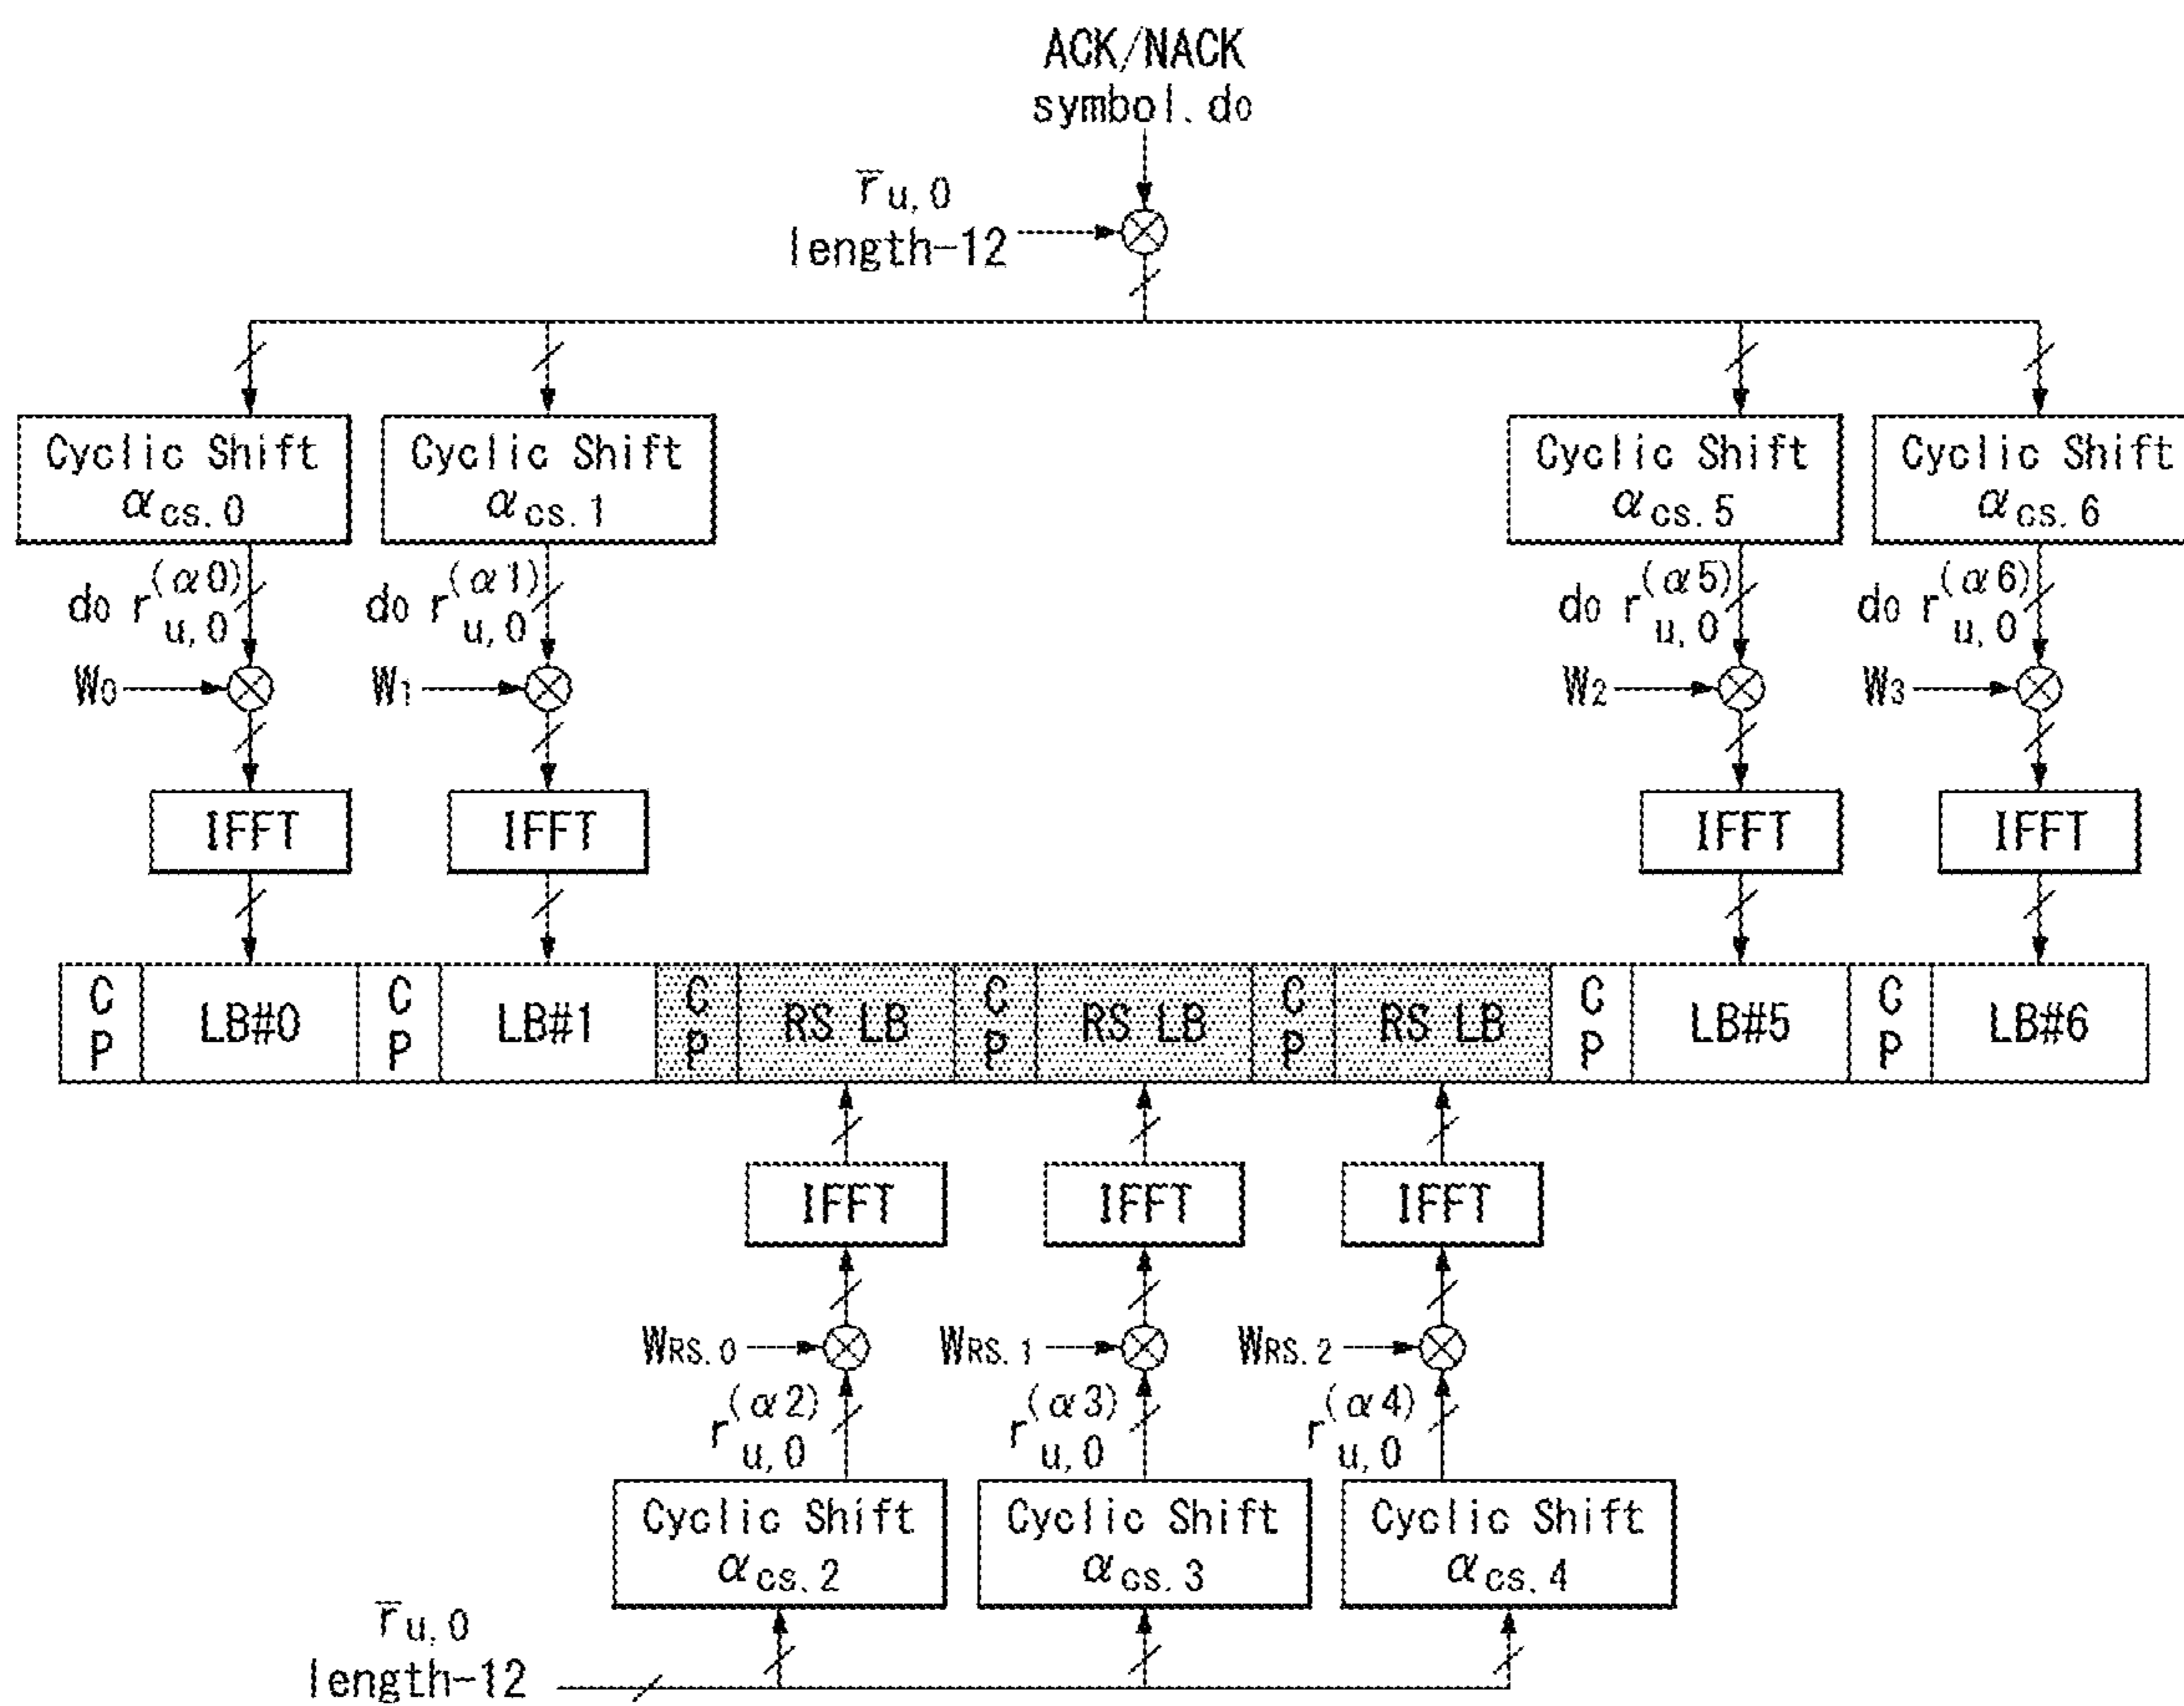 ACK/NACK
symbol. d0
r̄u, 0
length-12
Cyclic Shift
αcs. 0
Cyclic Shift
αcs. 1
Cyclic Shift
αcs. 5
Cyclic Shift
αcs. 6
d0 r(α0)u, 0
d0 r(α1)u, 0
d0 r(α5)u, 0
d0 r(α6)u, 0
W0
W1
W2
W3
IFFT
IFFT
IFFT
IFFT
CP LB#0 CP LB#1 CP RS LB CP RS LB CP RS LB CP LB#5 CP LB#6
IFFT
IFFT
IFFT
WRS. 0
WRS. 1
WRS. 2
r(α2)u, 0
r(α3)u, 0
r(α4)u, 0
Cyclic Shift
αcs. 2
Cyclic Shift
αcs. 3
Cyclic Shift
αcs. 4
r̄u, 0
length-12